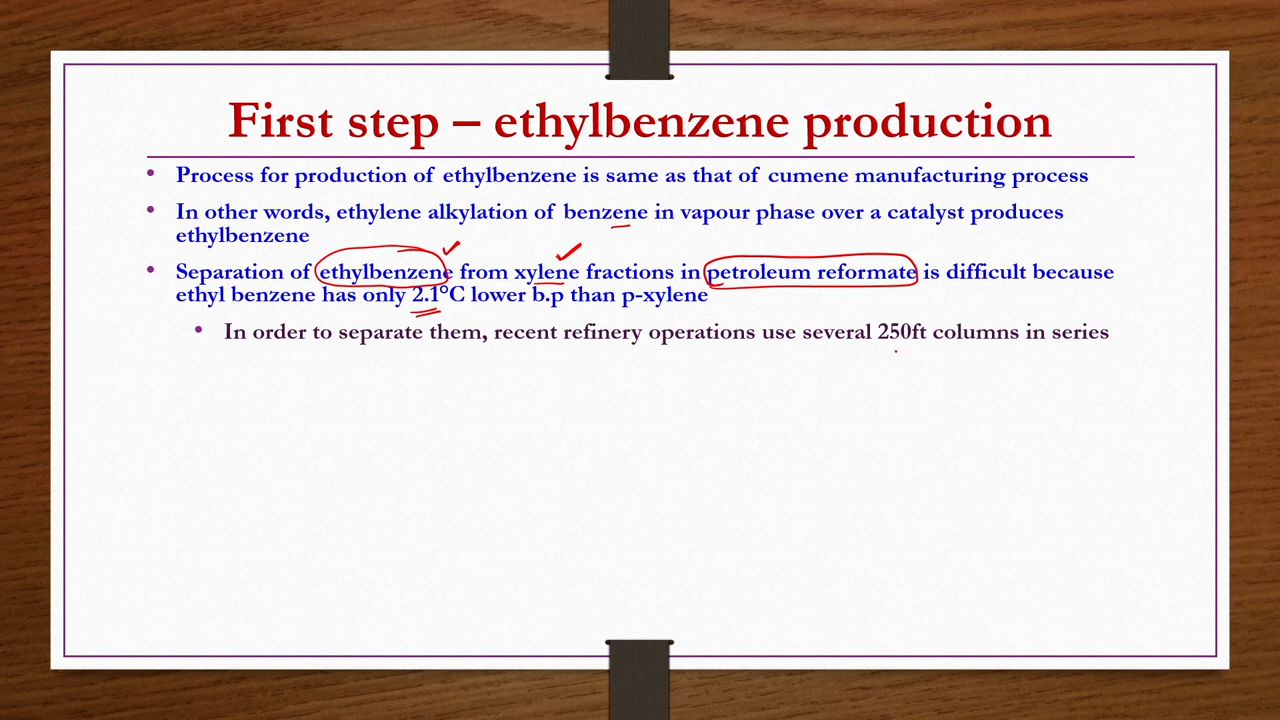 First step – ethylbenzene production
• Process for production of ethylbenzene is same as that of cumene manufacturing process
• In other words, ethylene alkylation of benzene in vapour phase over a catalyst produces
ethylbenzene
• Separation of ethylbenzene from xylene fractions in petroleum reformate is difficult because
ethyl benzene has only 2.1°C lower b.p than p-xylene
• In order to separate them, recent refinery operations use several 250ft columns in series